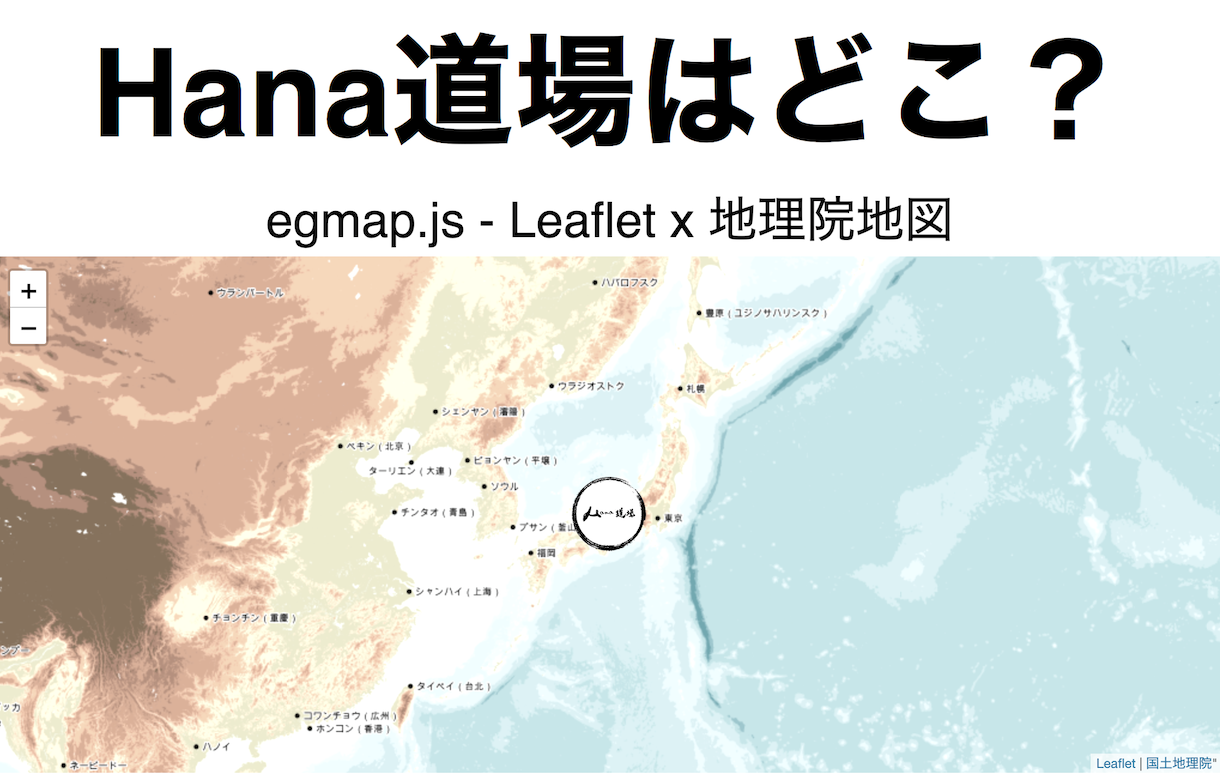 Hana道場はどこ？
egmap.js - Leaflet x 地理院地図
+
−
ウランバートル
ハバロフスク
豊原（ユジノサハリンスク）
ウラジオストク
札幌
シェンヤン（瀋陽）
ペキン（北京）
ピョンヤン（平壌）
ターリエン（大連）
ソウル
Hana道場
チンタオ（青島）
東京
プサン（釜山
福岡
シャンハイ（上海）
チョンチン（重慶）
ンプー
タイペイ（台北）
ッカ
コワンチョウ（広州）
ホンコン（香港）
ハノイ
ネーピードー
Leaflet | 国土地理院"